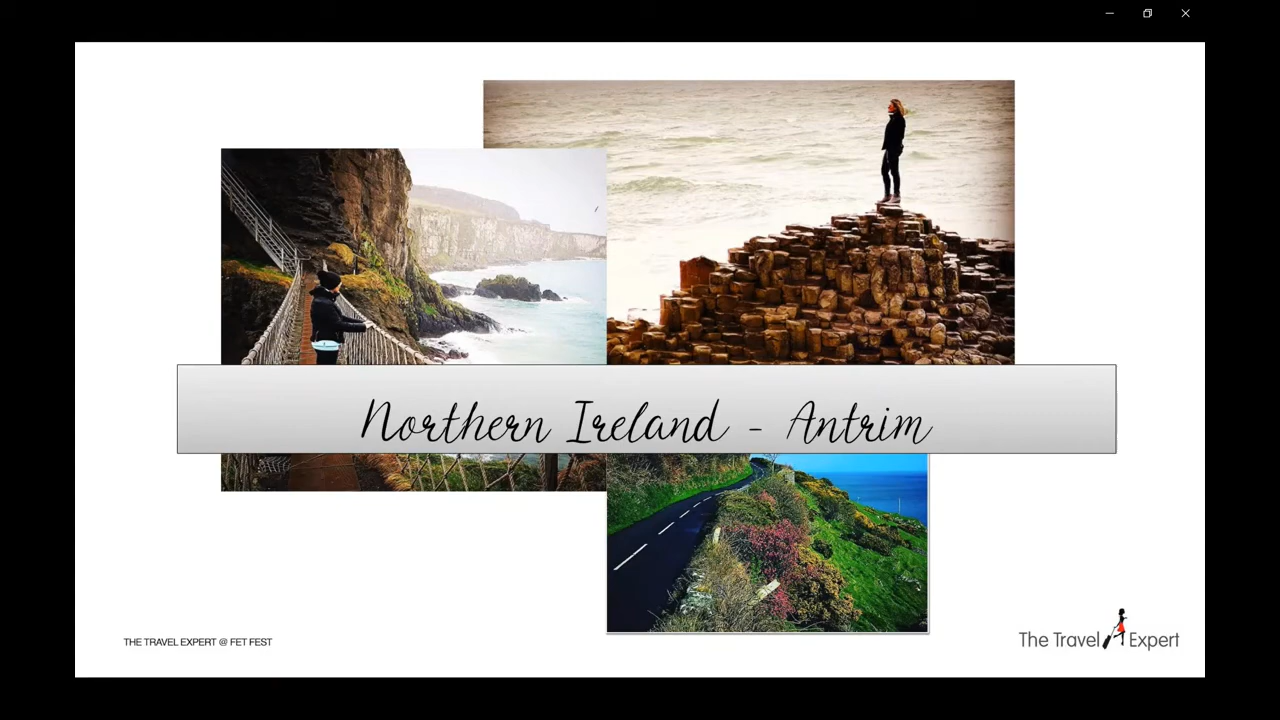 Northern Ireland - Antrim
THE TRAVEL EXPERT @ FET FEST
The Travel Expert